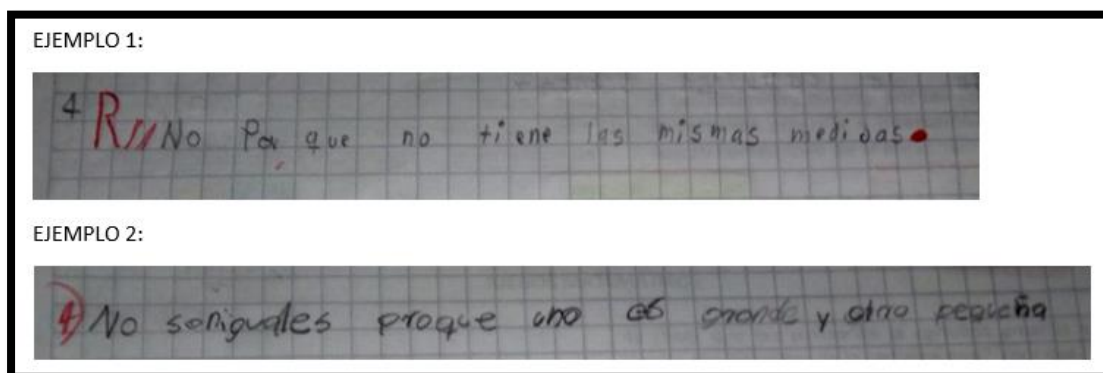 EJEMPLO 1:
4 R// No Por que no tiene las mismas medidas.
EJEMPLO 2:
4) No soniguales proque uno es grande y otro pequeña